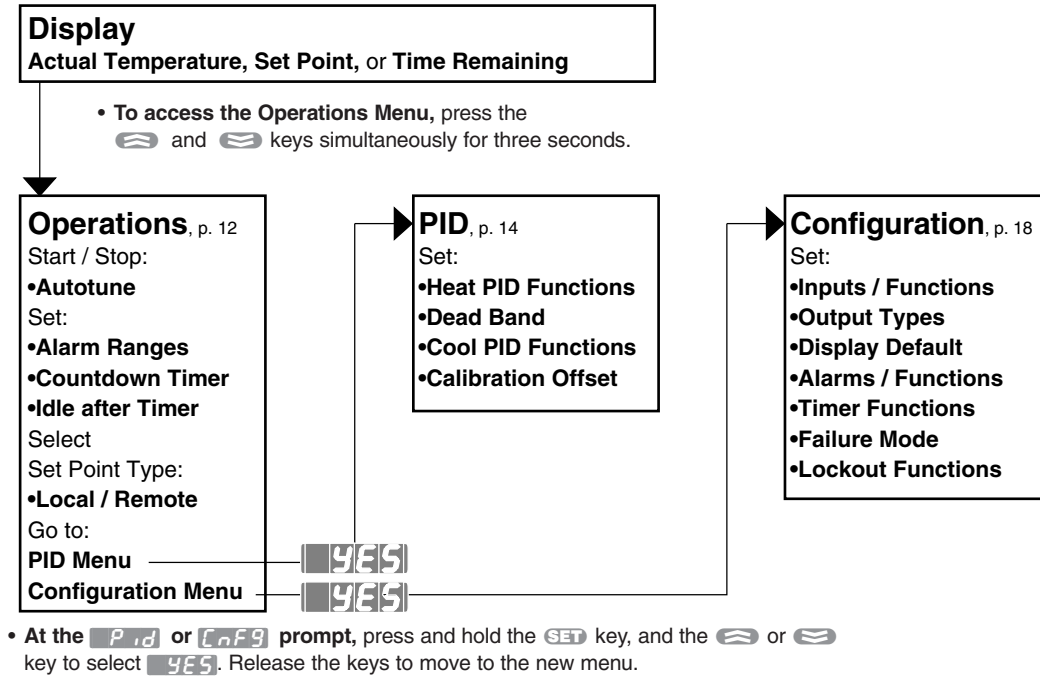 Display
Actual Temperature, Set Point, or Time Remaining
• To access the Operations Menu, press the
and keys simultaneously for three seconds.
Operations, p. 12
Start / Stop:
•Autotune
Set:
•Alarm Ranges
•Countdown Timer
•Idle after Timer
Select
Set Point Type:
•Local / Remote
Go to:
PID Menu
Configuration Menu
YES
YES
PID, p. 14
Set:
•Heat PID Functions
•Dead Band
•Cool PID Functions
•Calibration Offset
Configuration, p. 18
Set:
•Inputs / Functions
•Output Types
•Display Default
•Alarms / Functions
•Timer Functions
•Failure Mode
•Lockout Functions
• At the Pid or CnFg prompt, press and hold the SET key, and the or
key to select YES. Release the keys to move to the new menu.